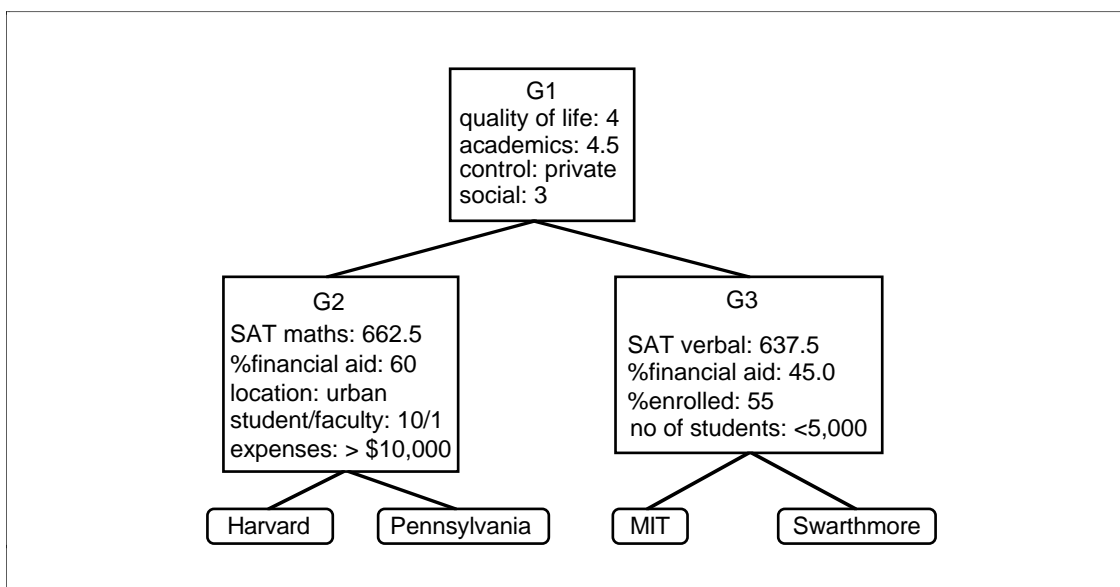 G1
quality of life: 4
academics: 4.5
control: private
social: 3
G2
SAT maths: 662.5
%financial aid: 60
location: urban
student/faculty: 10/1
expenses: > $10,000
G3
SAT verbal: 637.5
%financial aid: 45.0
%enrolled: 55
no of students: <5,000
Harvard
Pennsylvania
MIT
Swarthmore